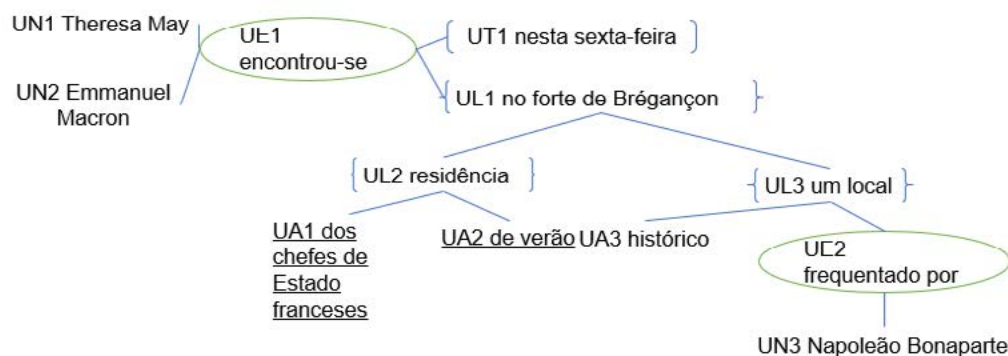 UN1 Theresa May
UE1
encontrou-se
UT1 nesta sexta-feira
UN2 Emmanuel
Macron
UL1 no forte de Brégançon
UL2 residência
UL3 um local
UA1 dos
chefes de
Estado
franceses
UA2 de verão
UA3 histórico
UE2
frequentado por
UN3 Napoleão Bonaparte